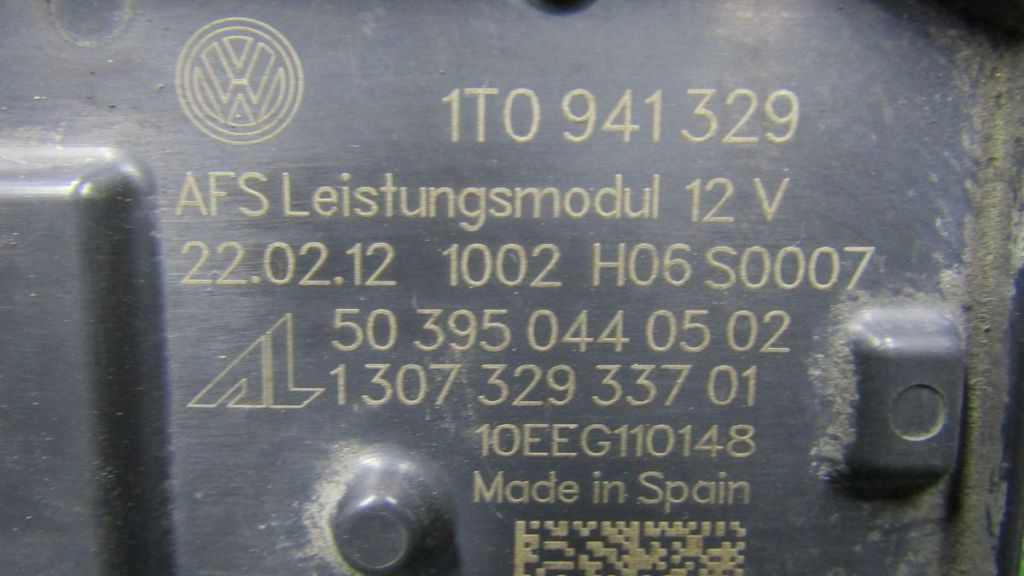 1T0 941 329
AFS Leistungsmodul 12 V
22.02.12 1002 H06 S0007
50 395 044 05 02
AL 1 307 329 337 01
10EEG110148
Made in Spain